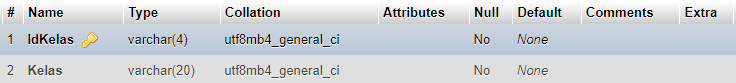 # Name Type Collation Attributes Null Default Comments Extra
1 IdKelas varchar(4) utf8mb4_general_ci No None
2 Kelas varchar(20) utf8mb4_general_ci No None